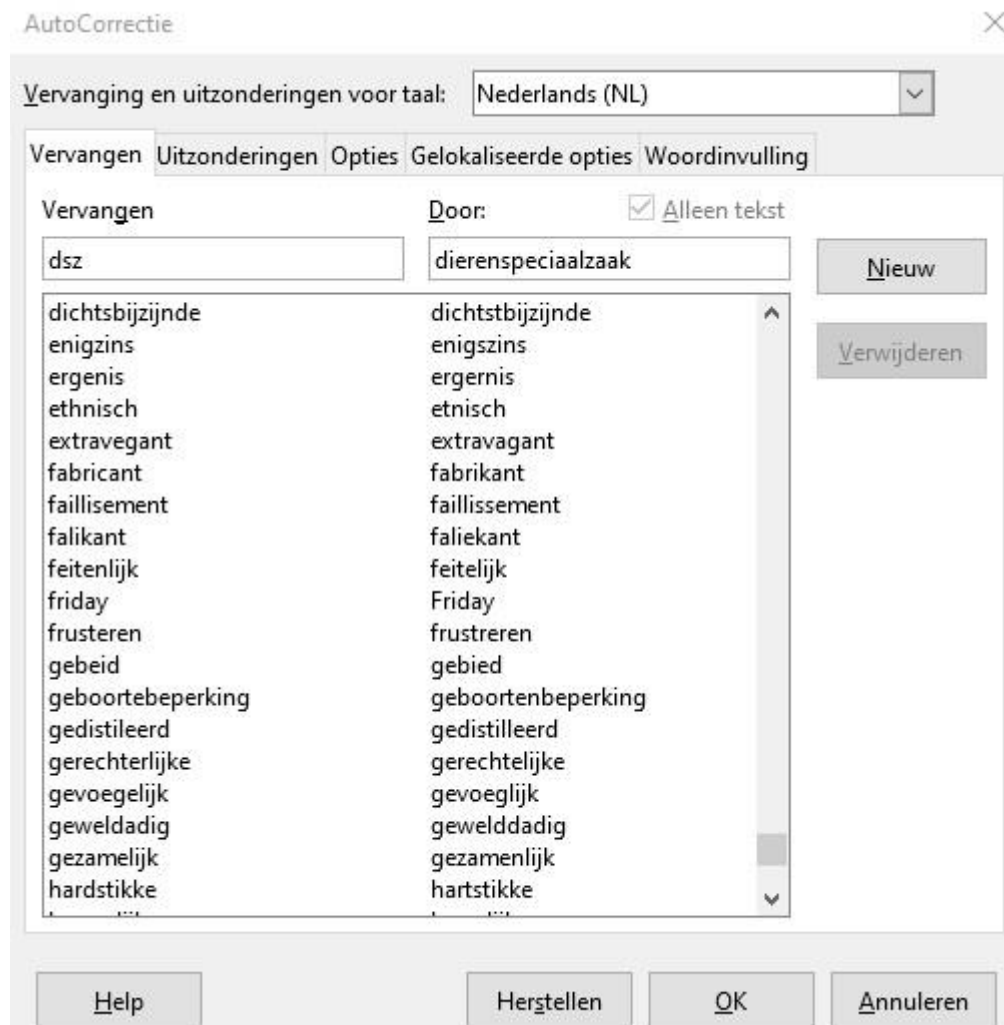 AutoCorrectie
Vervanging en uitzonderingen voor taal: Nederlands (NL)
Vervangen Uitzonderingen Opties Gelokaliseerde opties Woordinvulling
Vervangen Door: Alleen tekst
dsz dierenspeciaalzaak Nieuw
dichtsbijzijnde dichtstbijzijnde
enigzins enigszins Verwijderen
ergenis ergernis
ethnisch etnisch
extravegant extravagant
fabricant fabrikant
faillisement faillissement
falikant faliekant
feitenlijk feitelijk
friday Friday
frusteren frustreren
gebeid gebied
geboortebeperking geboortenbeperking
gedistileerd gedistilleerd
gerechterlijke gerechtelijke
gevoegelijk gevoeglijk
geweldadig gewelddadig
gezamelijk gezamenlijk
hardstikke hartstikke
Help Herstellen OK Annuleren